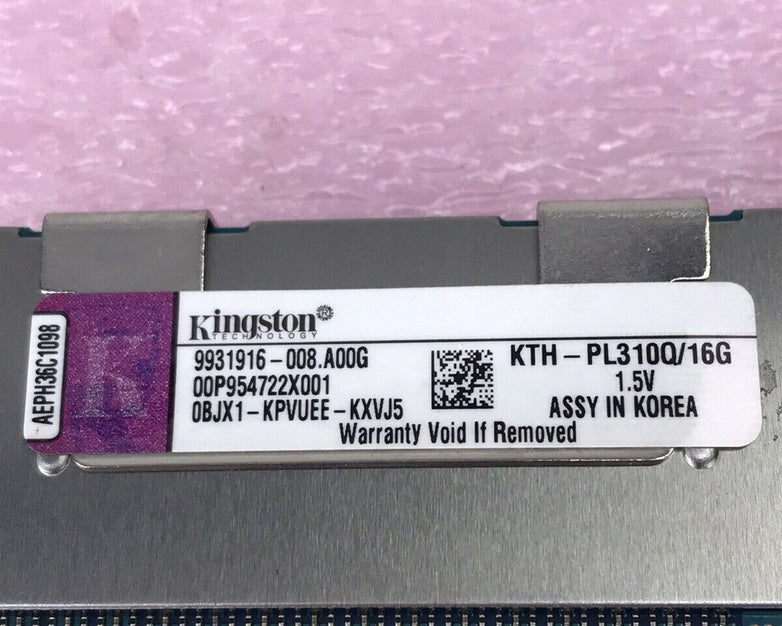 AEPH36C1098
K
Kingston®
TECHNOLOGY
9931916-008.A00G
00P954722X001
0BJX1-KPVUEE-KXVJ5
KTH-PL310Q/16G
1.5V
ASSY IN KOREA
Warranty Void If Removed